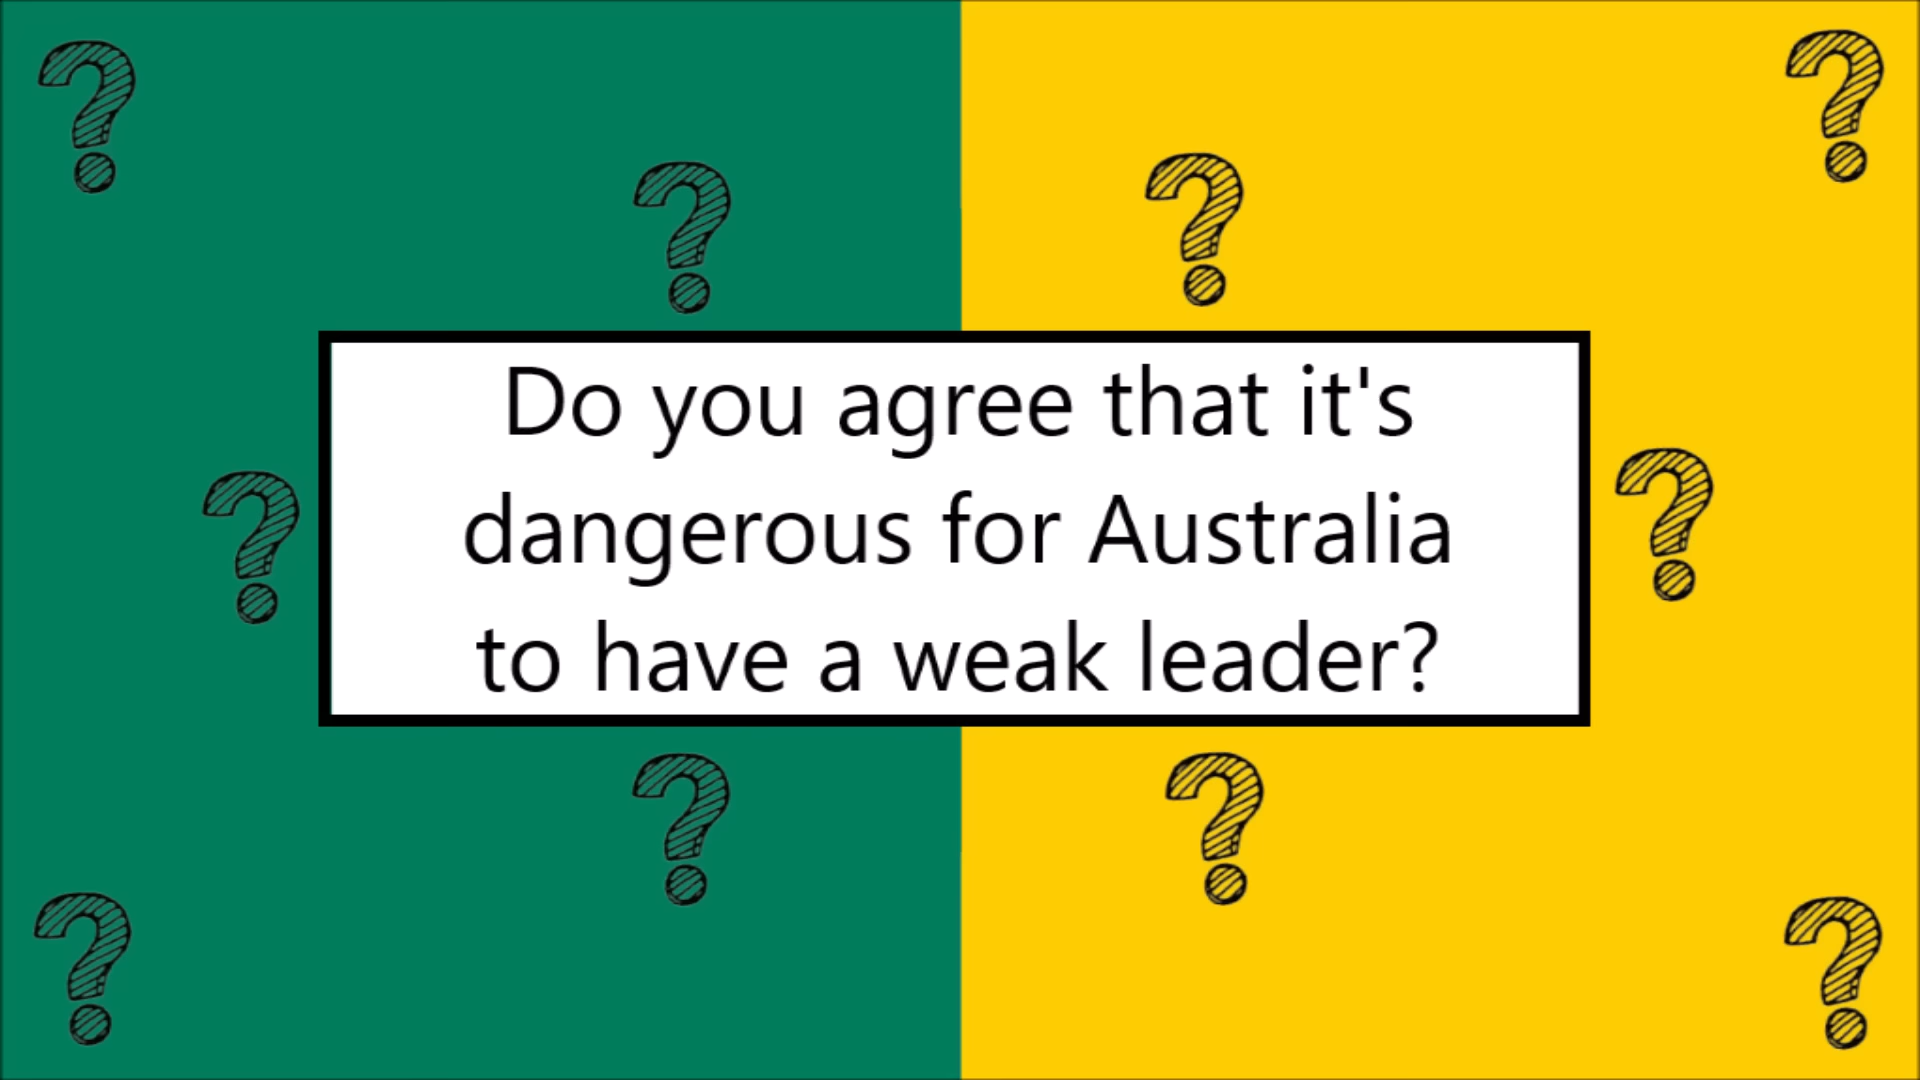 Do you agree that it's
dangerous for Australia
to have a weak leader?